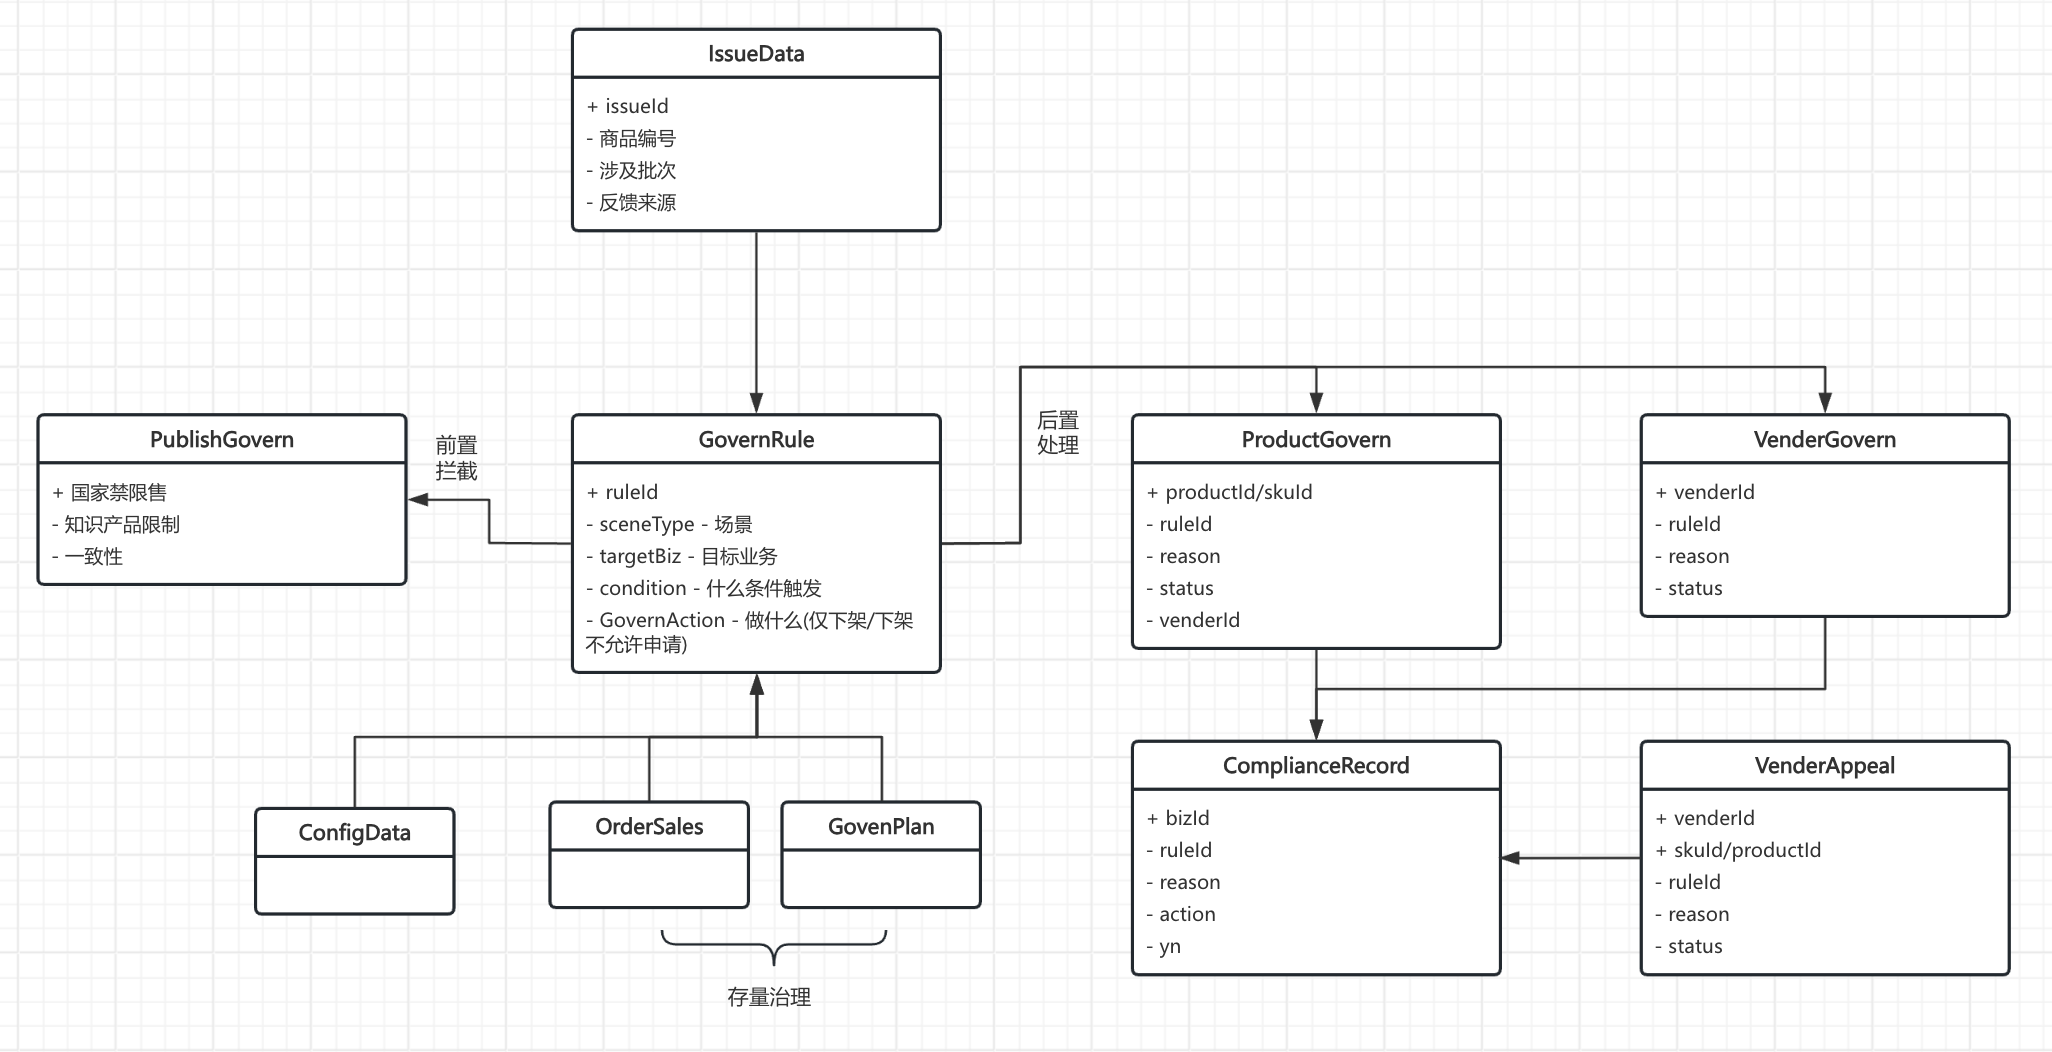 IssueData
+ issueId
- 商品编号
- 涉及批次
- 反馈来源
PublishGovern
+ 国家禁限售
- 知识产品限制
- 一致性
前置
拦截
GovernRule
+ ruleId
- sceneType - 场景
- targetBiz - 目标业务
- condition - 什么条件触发
- GovernAction - 做什么(仅下架/下架
不允许申请)
后置
处理
ProductGovern
+ productId/skuId
- ruleId
- reason
- status
- venderId
VenderGovern
+ venderId
- ruleId
- reason
- status
ConfigData
OrderSales
GovenPlan
存量治理
ComplianceRecord
+ bizId
- ruleId
- reason
- action
- yn
VenderAppeal
+ venderId
+ skuId/productId
- ruleId
- reason
- status